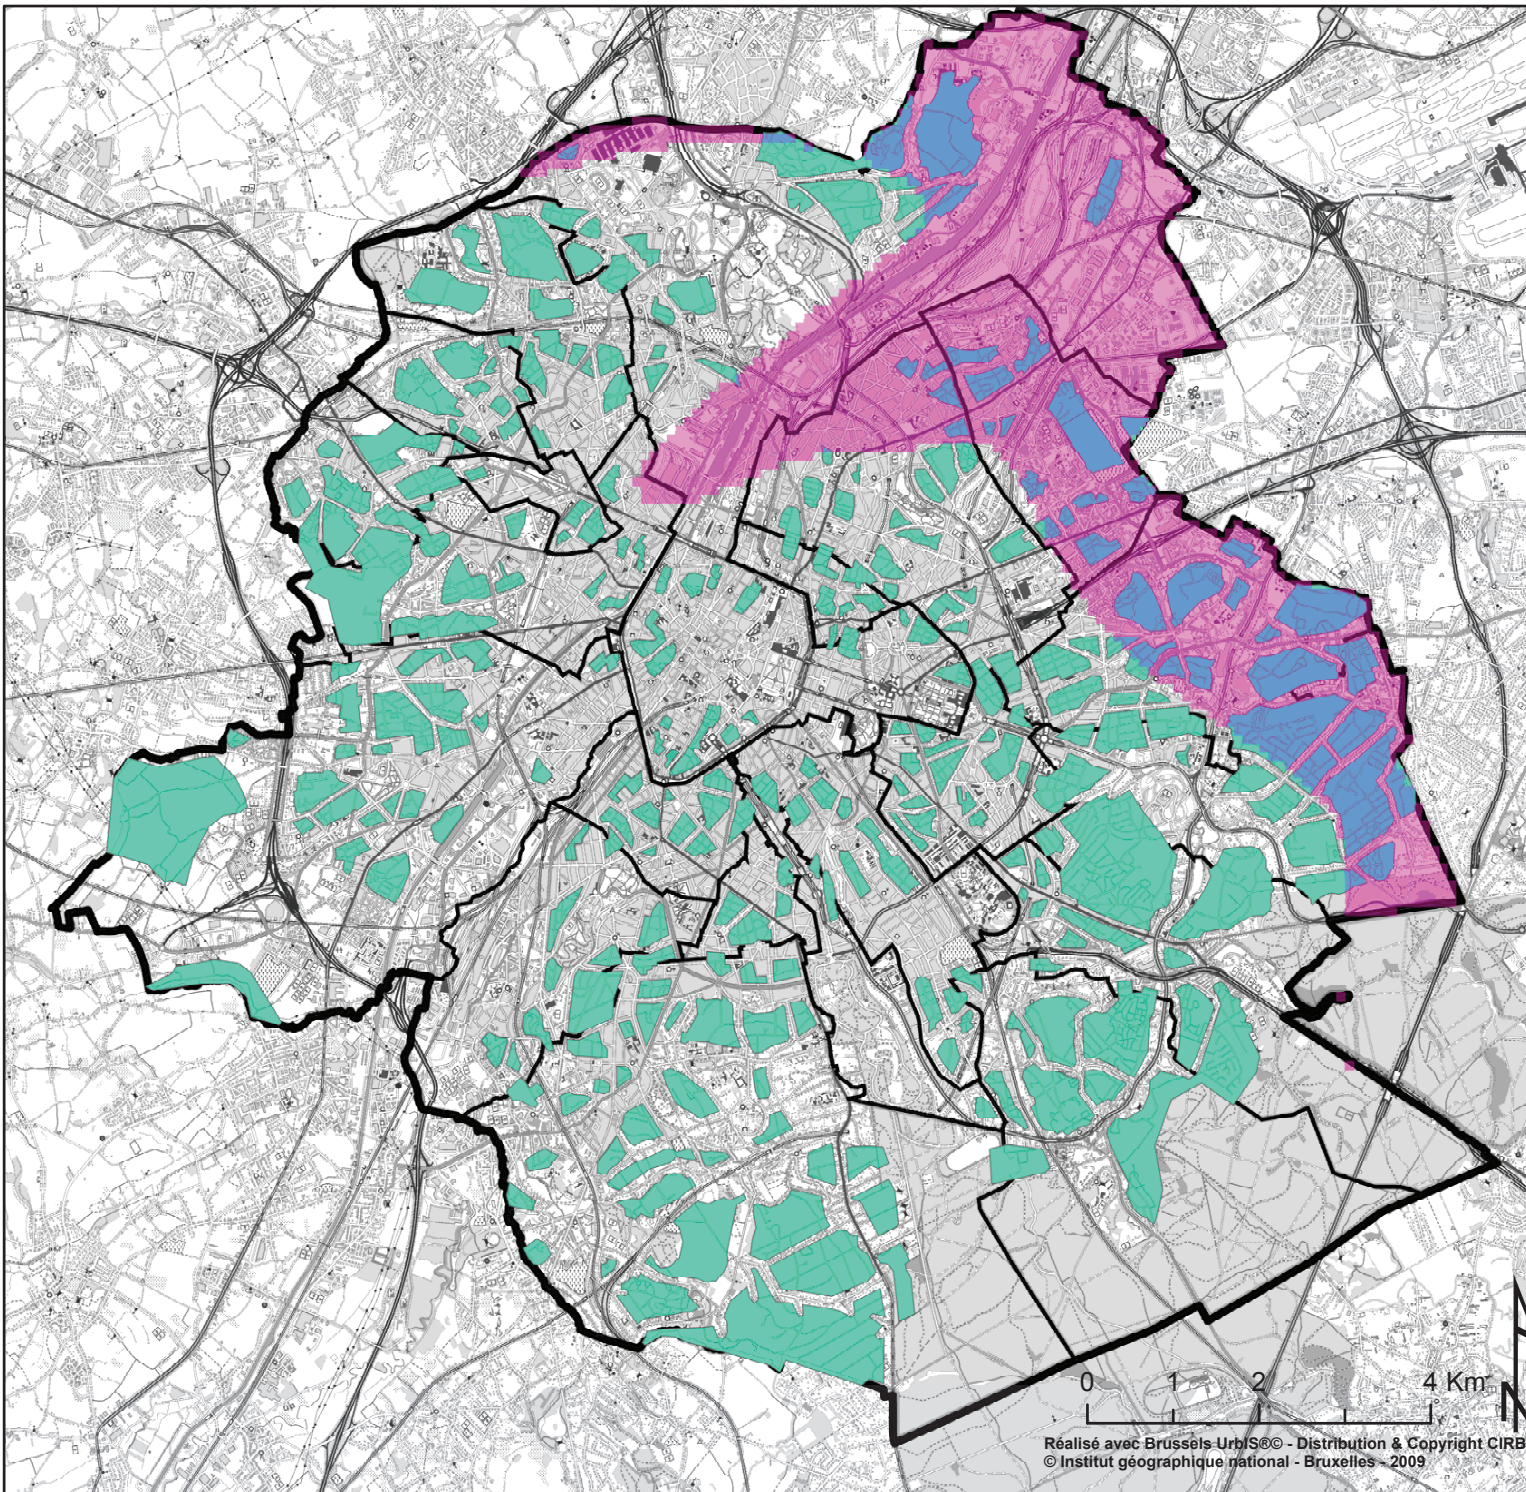 0 1 2 4 Km
Réalisé avec Brussels UrbIS®© - Distribution & Copyright CIRB
© Institut géographique national - Bruxelles - 2009